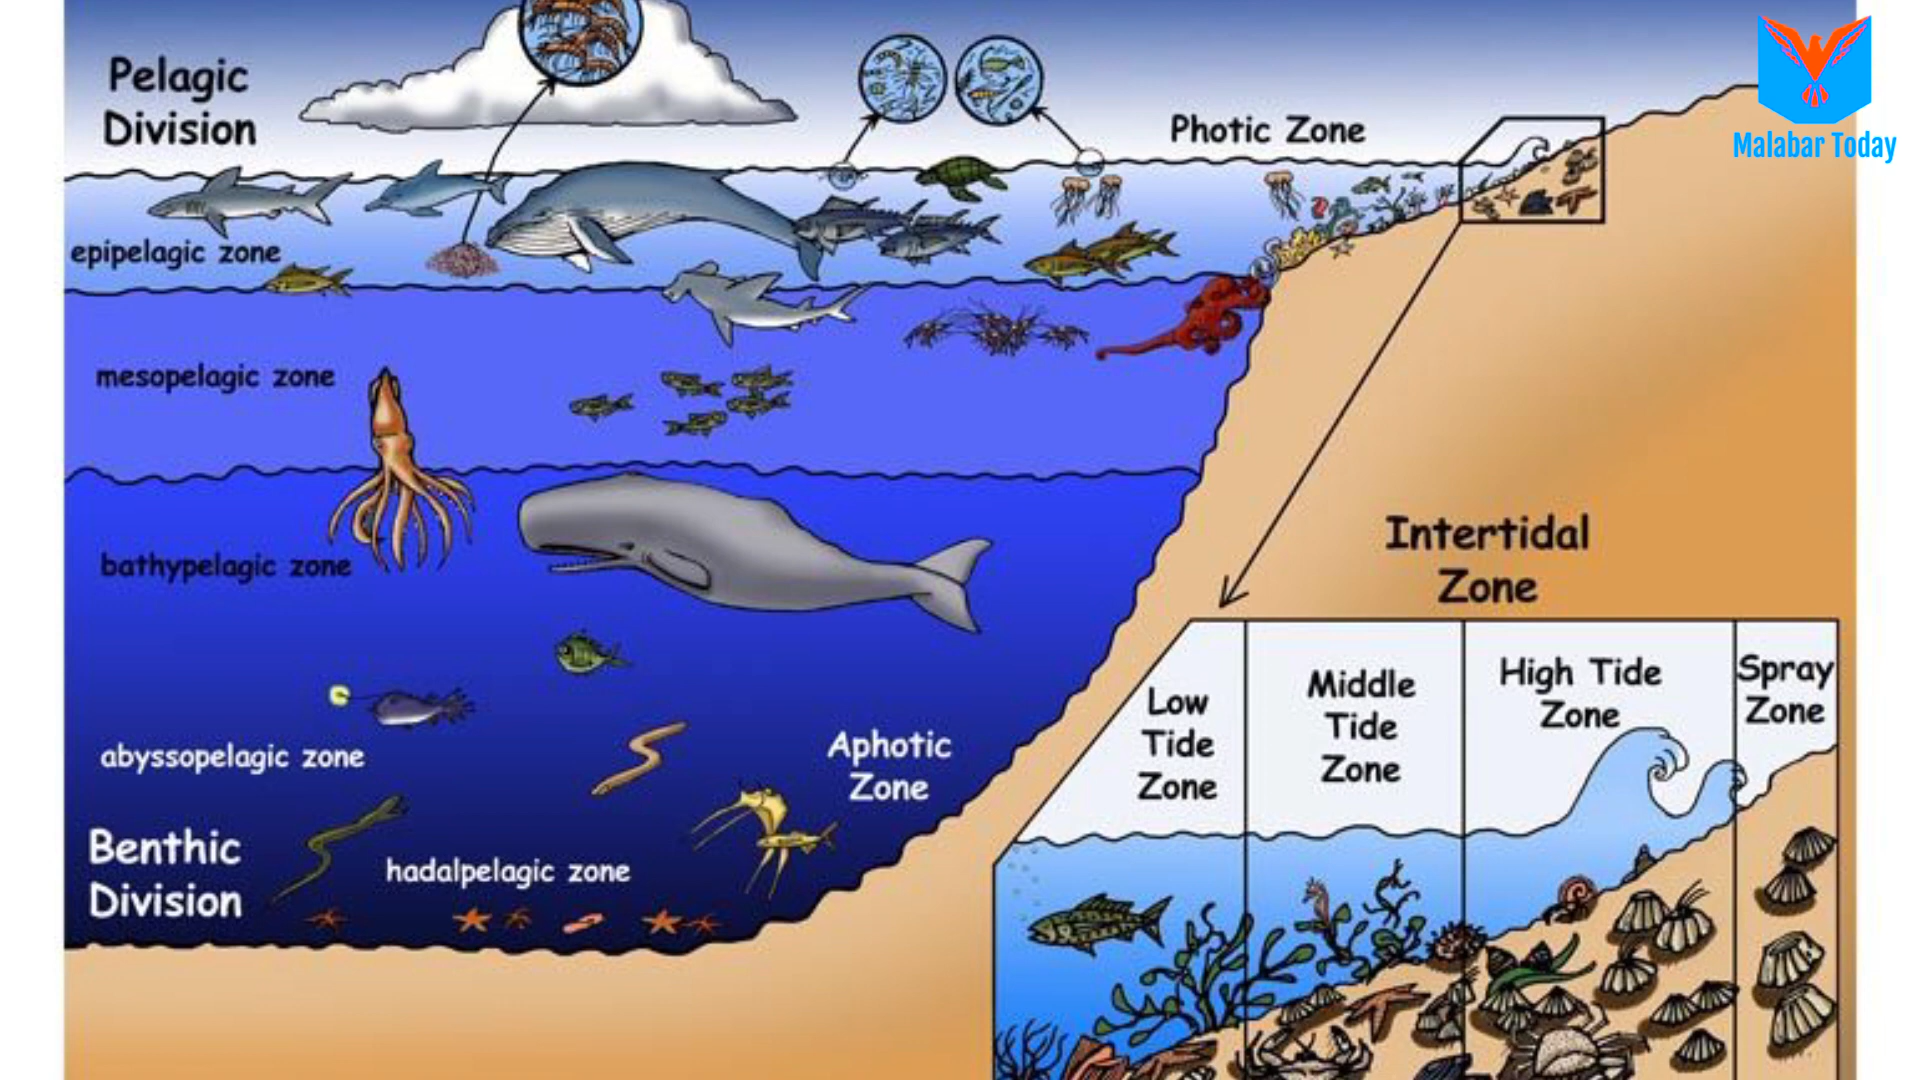 Pelagic
Division
Photic Zone
Malabar Today
epipelagic zone
mesopelagic zone
bathypelagic zone
Intertidal
Zone
abyssopelagic zone
Aphotic
Zone
Benthic
Division
hadalpelagic zone
Low
Tide
Zone
Middle
Tide
Zone
High Tide
Zone
Spray
Zone